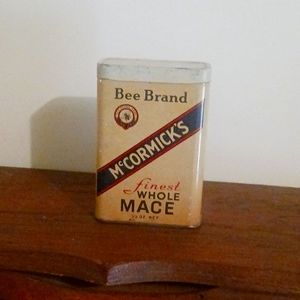 Bee Brand
McCORMICK'S
finest
WHOLE
MACE